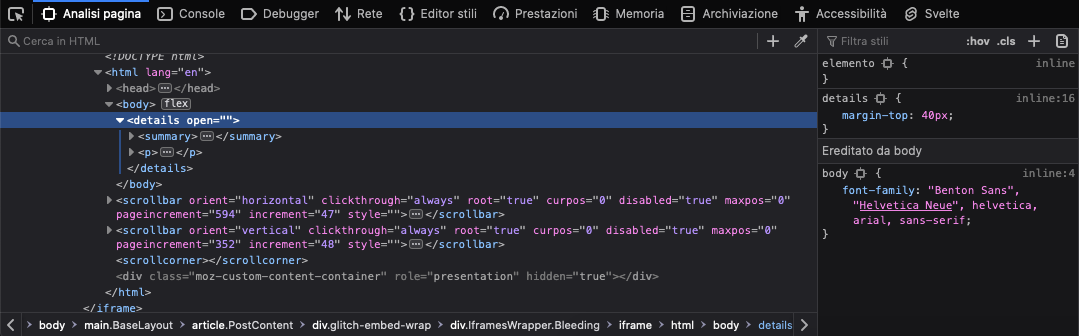 Analisi pagina Console Debugger Rete Editor stili Prestazioni Memoria Archiviazione Accessibilità Svelte
Cerca in HTML
Filtra stili :hov .cls
<!DOCTYPE html>
<html lang="en">
<head></head>
<body> flex
<details open="">
<summary></summary>
<p></p>
</details>
</body>
<scrollbar orient="horizontal" clickthrough="always" root="true" curpos="0" disabled="true" maxpos="0"
pageincrement="594" increment="47" style=""></scrollbar>
<scrollbar orient="vertical" clickthrough="always" root="true" curpos="0" disabled="true" maxpos="0"
pageincrement="352" increment="48" style=""></scrollbar>
<scrollcorner></scrollcorner>
<div class="moz-custom-content-container" role="presentation" hidden="true"></div>
</html>
</iframe>
elemento { inline
}
details { inline:16
margin-top: 40px;
}
Ereditato da body
body { inline:4
font-family: "Benton Sans",
"Helvetica Neue", helvetica,
arial, sans-serif;
}
body main.BaseLayout article.PostContent div.glitch-embed-wrap div.IframesWrapper.Bleeding iframe html body details